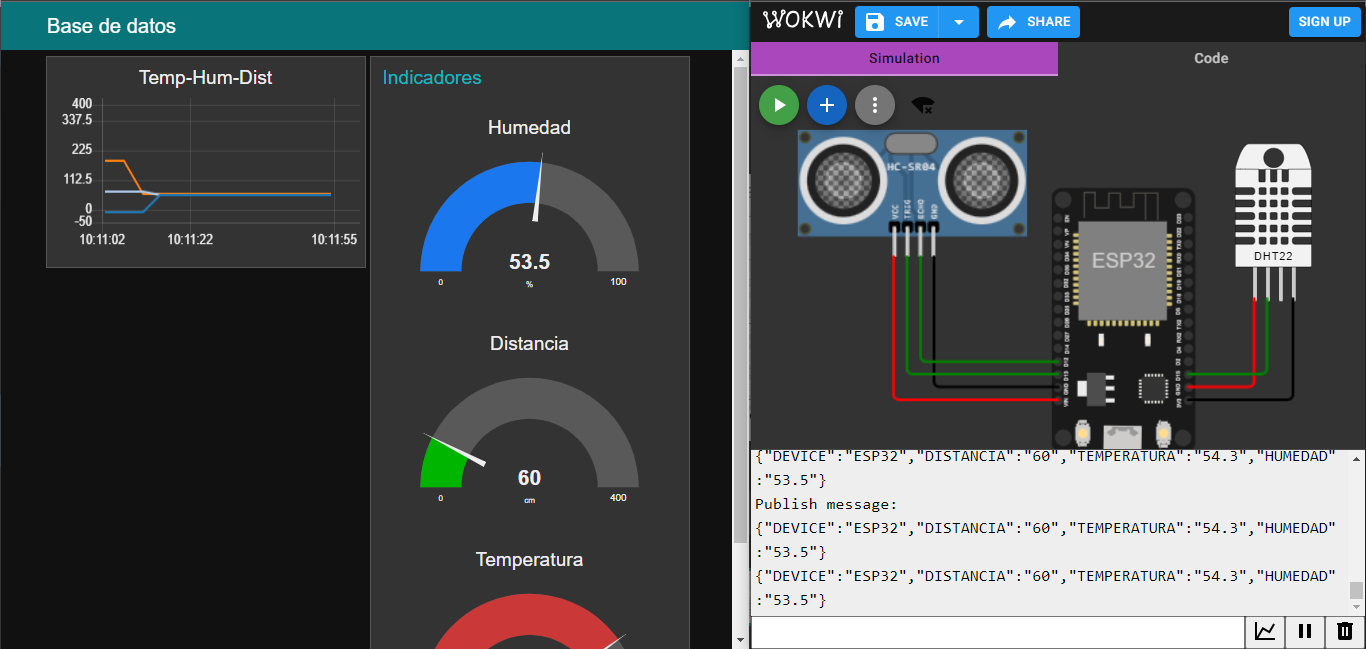 Base de datos
Temp-Hum-Dist
400
337.5
225
112.5
0
-50
10:11:02
10:11:22
10:11:55
Indicadores
Humedad
53.5
%
0
100
Distancia
60
cm
0
400
Temperatura
WOKWI
SAVE
SHARE
SIGN UP
Simulation
Code
HC-SR04
VCC
TRIG
ECHO
GND
ESP32
DHT22
{"DEVICE":"ESP32","DISTANCIA":"60","TEMPERATURA":"54.3","HUMEDAD"
:"53.5"}
Publish message:
{"DEVICE":"ESP32","DISTANCIA":"60","TEMPERATURA":"54.3","HUMEDAD"
:"53.5"}
{"DEVICE":"ESP32","DISTANCIA":"60","TEMPERATURA":"54.3","HUMEDAD"
:"53.5"}